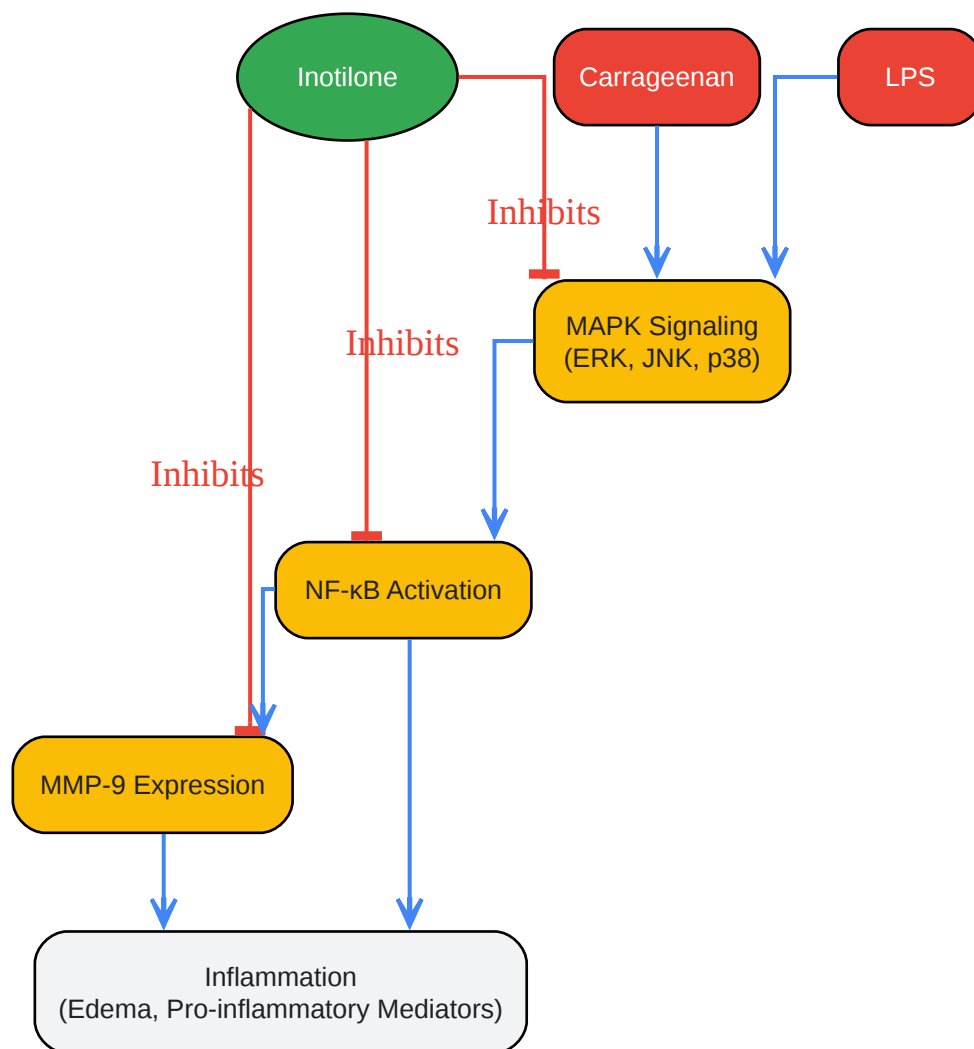 Inotilone
Carrageenan
LPS
Inhibits
MAPK Signaling
(ERK, JNK, p38)
Inhibits
Inhibits
NF-κB Activation
MMP-9 Expression
Inflammation
(Edema, Pro-inflammatory Mediators)